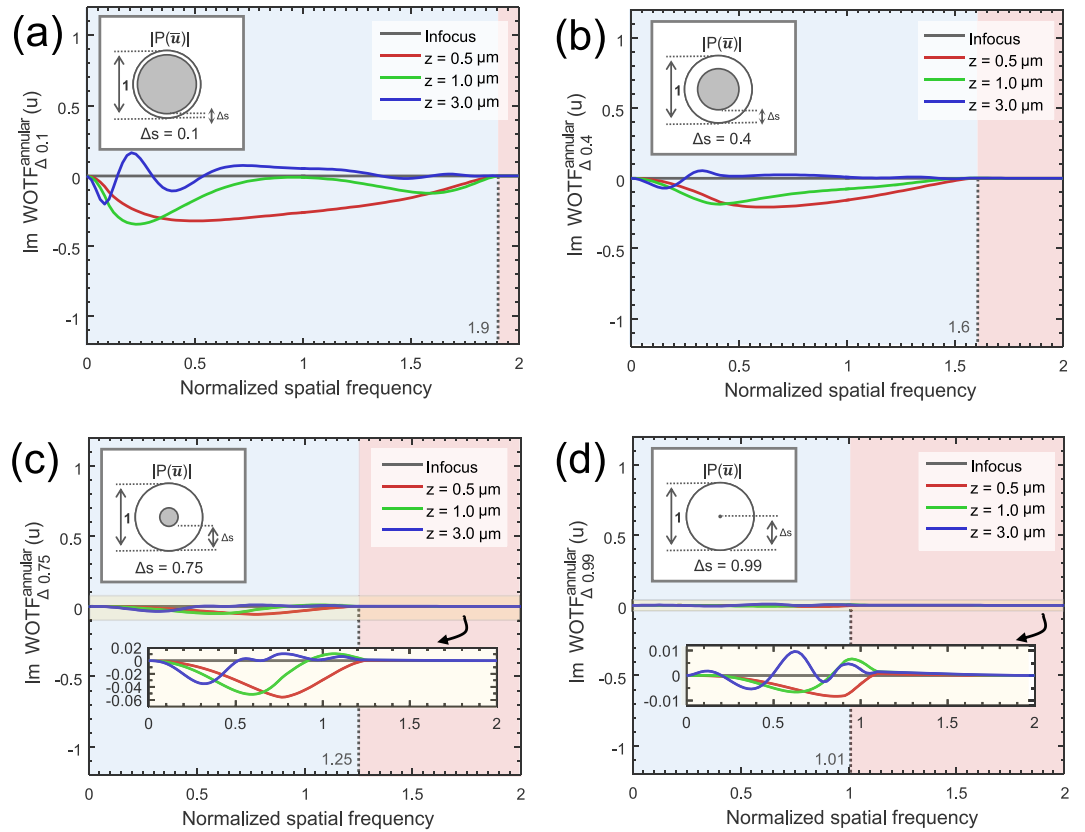 (a)
Im WOTF^annular_Δ 0.1 (u)
1
0.5
0
-0.5
-1
|P(ū)|
1
Δs
Δs = 0.1
Infocus
z = 0.5 µm
z = 1.0 µm
z = 3.0 µm
1.9
0 0.5 1 1.5 2
Normalized spatial frequency
(b)
Im WOTF^annular_Δ 0.4 (u)
1
0.5
0
-0.5
-1
|P(ū)|
1
Δs
Δs = 0.4
Infocus
z = 0.5 µm
z = 1.0 µm
z = 3.0 µm
1.6
0 0.5 1 1.5 2
Normalized spatial frequency
(c)
Im WOTF^annular_Δ 0.75 (u)
1
0.5
0
-0.5
-1
|P(ū)|
1
Δs
Δs = 0.75
Infocus
z = 0.5 µm
z = 1.0 µm
z = 3.0 µm
0.02
0
-0.02
-0.04
-0.06
0 0.5 1 1.5 2
1.25
0 0.5 1 1.5 2
Normalized spatial frequency
(d)
Im WOTF^annular_Δ 0.99 (u)
1
0.5
0
-0.5
-1
|P(ū)|
1
Δs
Δs = 0.99
Infocus
z = 0.5 µm
z = 1.0 µm
z = 3.0 µm
0.01
0
-0.01
0 0.5 1 1.5 2
1.01
0 0.5 1 1.5 2
Normalized spatial frequency